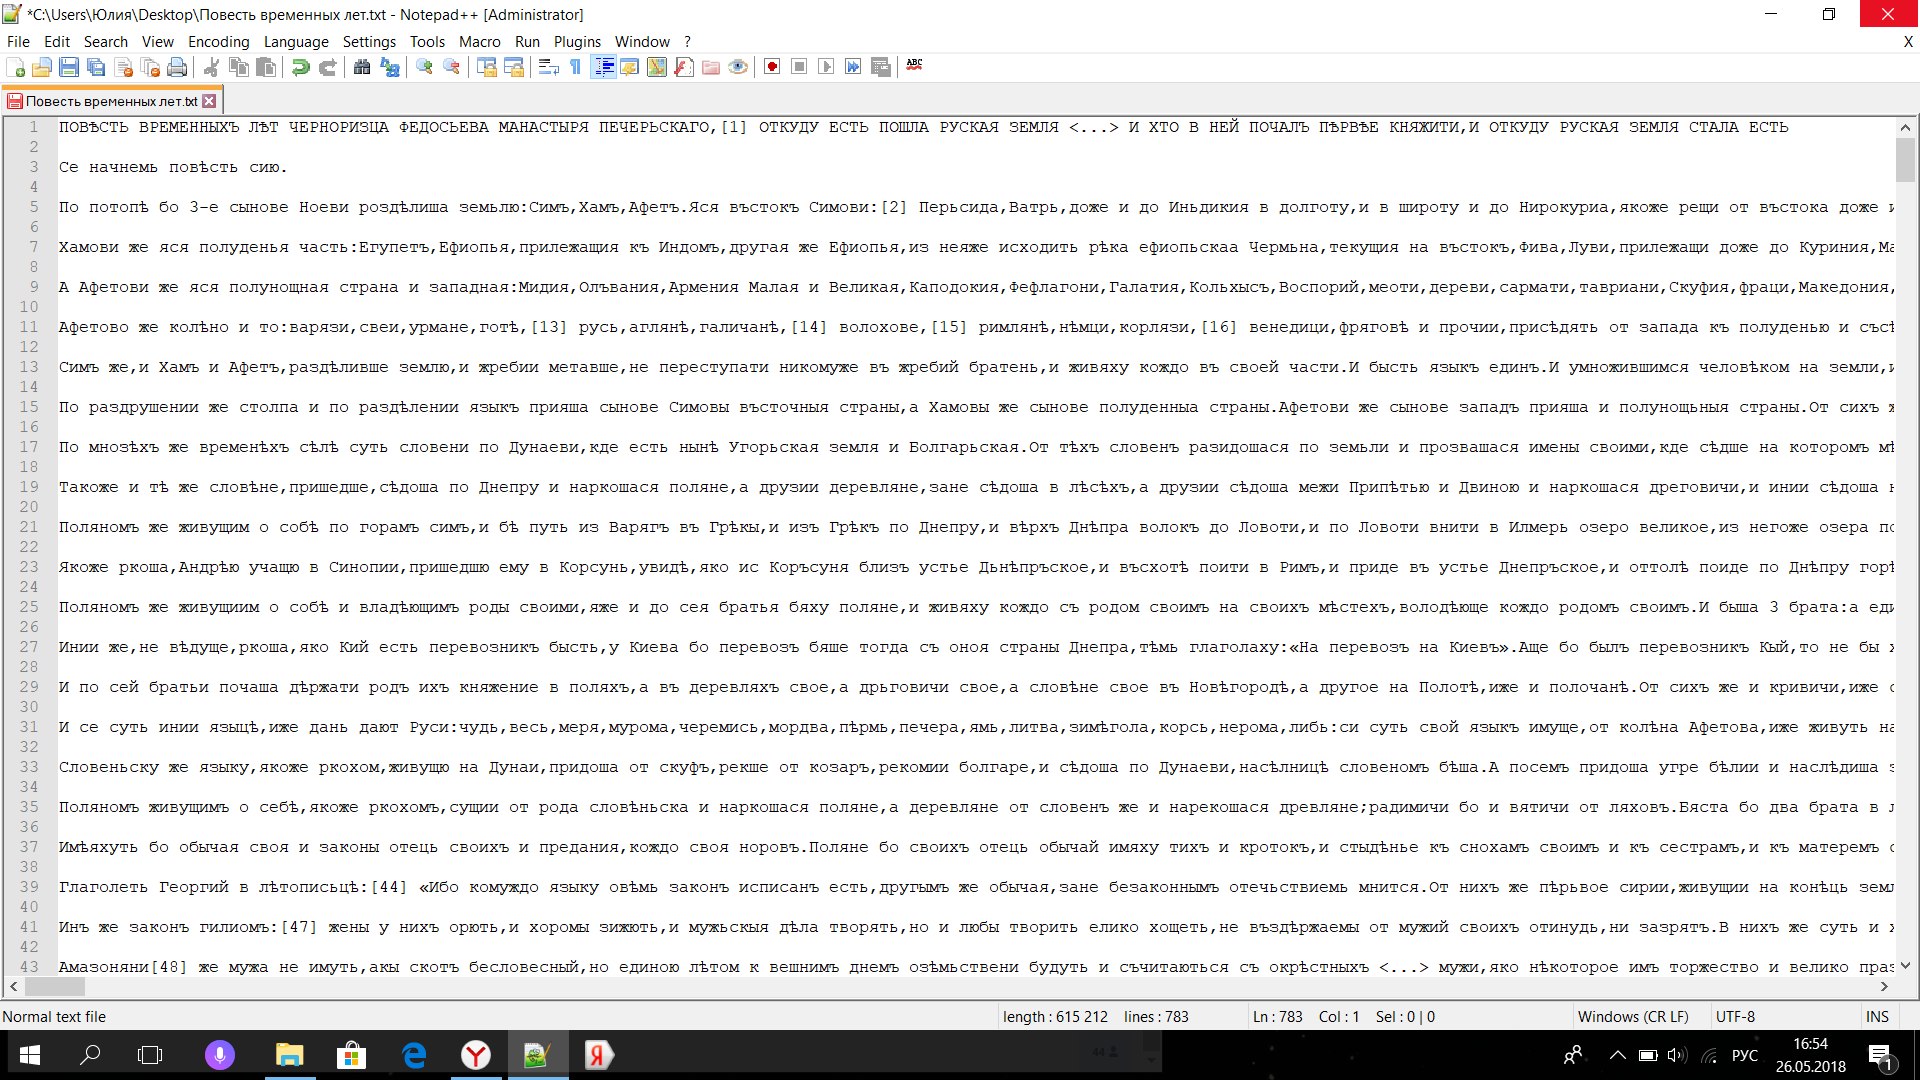 *C:\Users\Юлия\Desktop\Повесть временных лет.txt - Notepad++ [Administrator]
File Edit Search View Encoding Language Settings Tools Macro Run Plugins Window ? X
ABC
Повесть временных лет.txt
1 ПОВѢСТЬ ВРЕМЕННЫХЪ ЛѢТ ЧЕРНОРИЗЦА ФЕДОСЬЕВА МАНАСТЫРЯ ПЕЧЕРЬСКАГО,[1] ОТКУДУ ЕСТЬ ПОШЛА РУСКАЯ ЗЕМЛЯ <...> И ХТО В НЕЙ ПОЧАЛЪ ПѢРВѢЕ КНЯЖИТИ,И ОТКУДУ РУСКАЯ ЗЕМЛЯ СТАЛА ЕСТЬ
2
3 Се начнемь повѣсть сию.
4
5 По потопѣ бо 3-е сынове Ноеви роздѣлиша земьлю:Симъ,Хамъ,Афетъ.Яся въстокъ Симови:[2] Перьсида,Ватрь,доже и до Иньдикия в долготу,и в широту и до Нирокуриа,якоже рещи от въстока доже и
6
7 Хамови же яся полуденья часть:Егупетъ,Ефиопья,прилежащия къ Индомъ,другая же Ефиопья,из неяже исходить рѣка ефиопьскаа Чермьна,текущия на въстокъ,Фива,Луви,прилежащи доже до Куриния,Ма
8
9 А Афетови же яся полунощная страна и западная:Мидия,Олъвания,Армения Малая и Великая,Каподокия,Фефлагони,Галатия,Кольхысъ,Воспорий,меоти,дереви,сармати,тавриани,Скуфия,фраци,Македония,
10
11 Афетово же колѣно и то:варязи,свеи,урмане,готѣ,[13] русь,аглянѣ,галичанѣ,[14] волохове,[15] римлянѣ,нѣмци,корлязи,[16] венедици,фряговѣ и прочии,присѣдять от запада къ полуденью и съсѣ
12
13 Симъ же,и Хамъ и Афетъ,раздѣливше землю,и жребии метавше,не переступати никомуже въ жребий братень,и живяху кождо въ своей части.И бысть языкъ единъ.И умножившимся человѣком на земли,и
14
15 По раздрушении же столпа и по раздѣлении языкъ прияша сынове Симовы въсточныя страны,а Хамовы же сынове полуденныа страны.Афетови же сынове западъ прияша и полунощьныя страны.От сихъ ж
16
17 По мнозѣхъ же временѣхъ сѣлѣ суть словени по Дунаеви,кде есть нынѣ Угорьская земля и Болгарьская.От тѣхъ словенъ разидошася по земьли и прозвашася имены своими,кде сѣдше на которомъ мѣ
18
19 Такоже и тѣ же словѣне,пришедше,сѣдоша по Днепру и наркошася поляне,а друзии деревляне,зане сѣдоша в лѣсѣхъ,а друзии сѣдоша межи Припѣтью и Двиною и наркошася дреговичи,и инии сѣдоша н
20
21 Поляномъ же живущим о собѣ по горамъ симъ,и бѣ путь из Варягъ въ Грѣкы,и изъ Грѣкъ по Днепру,и вѣрхъ Днѣпра волокъ до Ловоти,и по Ловоти внити в Илмерь озеро великое,из негоже озера по
22
23 Якоже ркоша,Андрѣю учащю в Синопии,пришедшю ему в Корсунь,увидѣ,яко ис Коръсуня близъ устье Дьнѣпръское,и въсхотѣ поити в Римъ,и приде въ устье Днепръское,и оттолѣ поиде по Днѣпру горѣ
24
25 Поляномъ же живущиим о собѣ и владѣющимъ роды своими,яже и до сея братья бяху поляне,и живяху кождо съ родом своимъ на своихъ мѣстехъ,володѣюще кождо родомъ своимъ.И быша 3 брата:а еди
26
27 Инии же,не вѣдуще,ркоша,яко Кий есть перевозникъ бысть,у Киева бо перевозъ бяше тогда съ оноя страны Днепра,тѣмь глаголаху:«На перевозъ на Киевъ».Аще бо былъ перевозникъ Кый,то не бы х
28
29 И по сей братьи почаша дѣржати родъ ихъ княжение в поляхъ,а въ деревляхъ свое,а дрьговичи свое,а словѣне свое въ Новѣгородѣ,а другое на Полотѣ,иже и полочанѣ.От сихъ же и кривичи,иже с
30
31 И се суть инии языцѣ,иже дань дают Руси:чудь,весь,меря,мурома,черемись,мордва,пѣрмь,печера,ямь,литва,зимѣгола,корсь,нерома,либь:си суть свой языкъ имуще,от колѣна Афетова,иже живуть на
32
33 Словеньску же языку,якоже ркохом,живущю на Дунаи,придоша от скуфъ,рекше от козаръ,рекомии болгаре,и сѣдоша по Дунаеви,насѣлницѣ словеномъ бѣша.А посемъ придоша угре бѣлии и наслѣдиша з
34
35 Поляномъ живущимъ о себѣ,якоже ркохомъ,сущии от рода словѣньска и наркошася поляне,а деревляне от словенъ же и нарекошася древляне;радимичи бо и вятичи от ляховъ.Бяста бо два брата в л
36
37 Имѣяхуть бо обычая своя и законы отець своихъ и предания,кождо своя норовъ.Поляне бо своихъ отець обычай имяху тихъ и кротокъ,и стыдѣнье къ снохамъ своимъ и къ сестрамъ,и къ матеремъ с
38
39 Глаголеть Георгий в лѣтописьцѣ:[44] «Ибо комуждо языку овѣмь законъ исписанъ есть,другымъ же обычая,зане безаконнымъ отечьствиемь мнится.От нихъ же пѣрьвое сирии,живущии на конѣць земл
40
41 Инъ же законъ гилиомъ:[47] жены у нихъ орють,и хоромы зижють,и мужьскыя дѣла творять,но и любы творить елико хощеть,не въздѣржаемы от мужий своихъ отинудь,ни зазрятъ.В нихъ же суть и х
42
43 Амазоняни[48] же мужа не имуть,акы скотъ бесловесный,но единою лѣтом к вешнимъ днемъ озѣмьствени будуть и съчитаються съ окрѣстныхъ <...> мужи,яко нѣкоторое имъ торжество и велико праз
Normal text file length : 615 212 lines : 783 Ln : 783 Col : 1 Sel : 0 | 0 Windows (CR LF) UTF-8 INS
44
РУС 16:54
26.05.2018
1